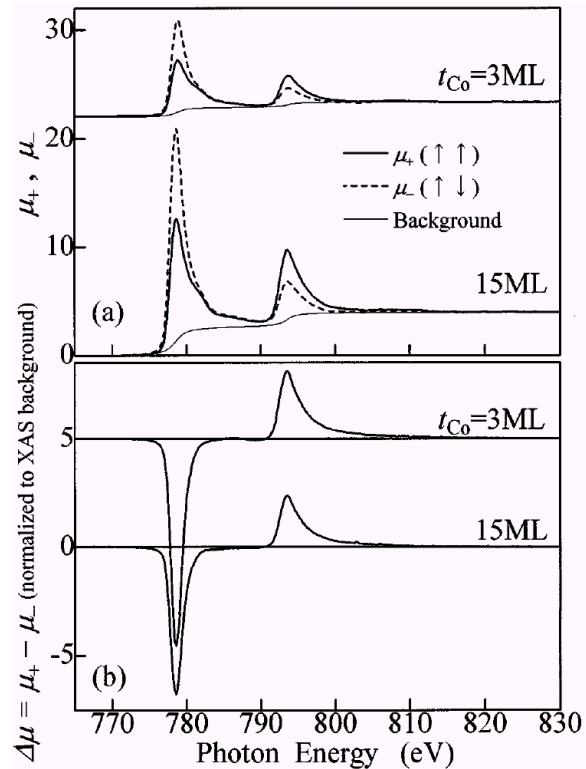 30
20
10
0
μ₊ , μ₋
t_Co=3ML
μ₊ (↑ ↑)
μ₋ (↑ ↓)
Background
15ML
(a)
5
0
-5
Δμ = μ₊ − μ₋ (normalized to XAS background)
t_Co=3ML
15ML
(b)
770 780 790 800 810 820 830
Photon Energy (eV)